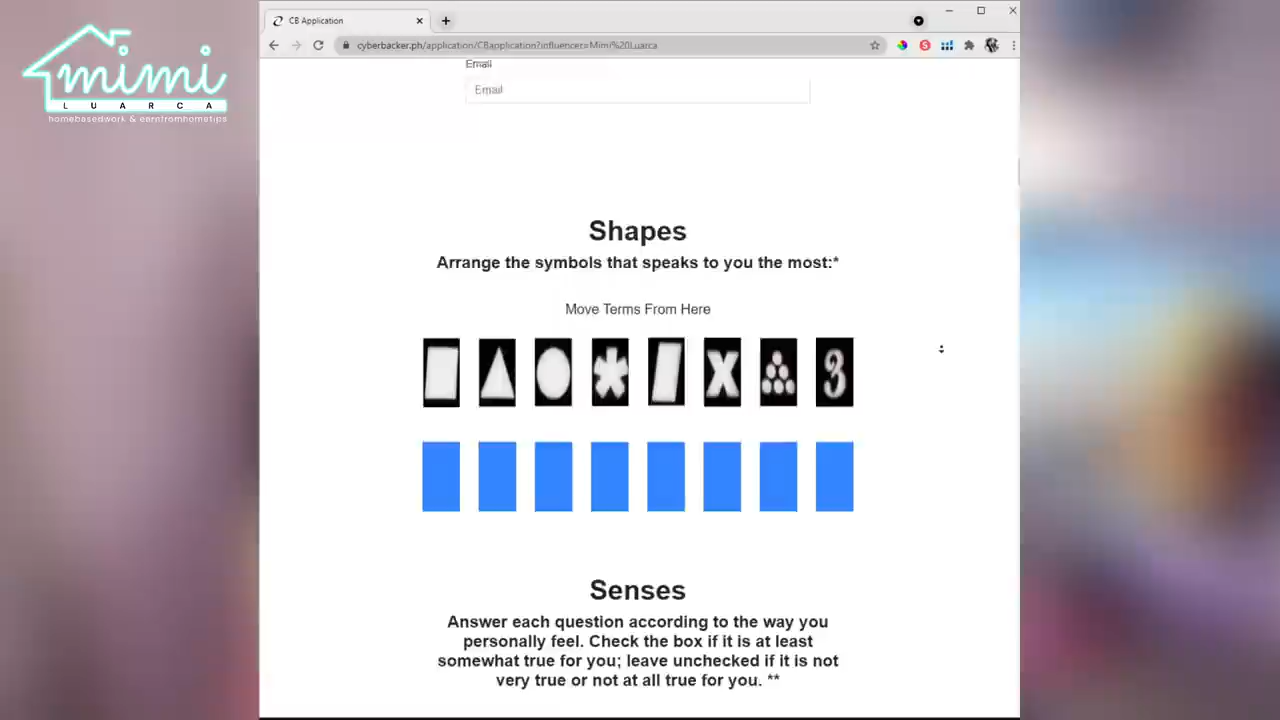 mimi
LUARCA
homebasedwork & earnfromhometips
CB Application
cyberbacker.ph/application/CBapplication?influencer=Mimi%20Luarca
Email
Email
Shapes
Arrange the symbols that speaks to you the most:*
Move Terms From Here
X
3
Senses
Answer each question according to the way you
personally feel. Check the box if it is at least
somewhat true for you; leave unchecked if it is not
very true or not at all true for you. **